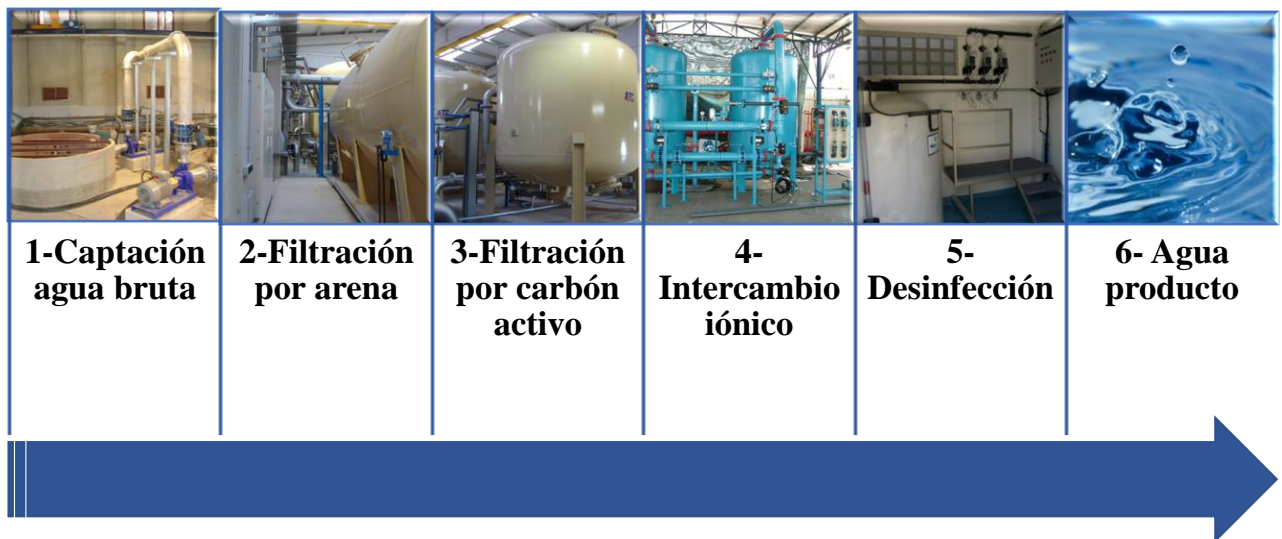 1-Captación
agua bruta
2-Filtración
por arena
3-Filtración
por carbón
activo
4-
Intercambio
iónico
5-
Desinfección
6- Agua
producto